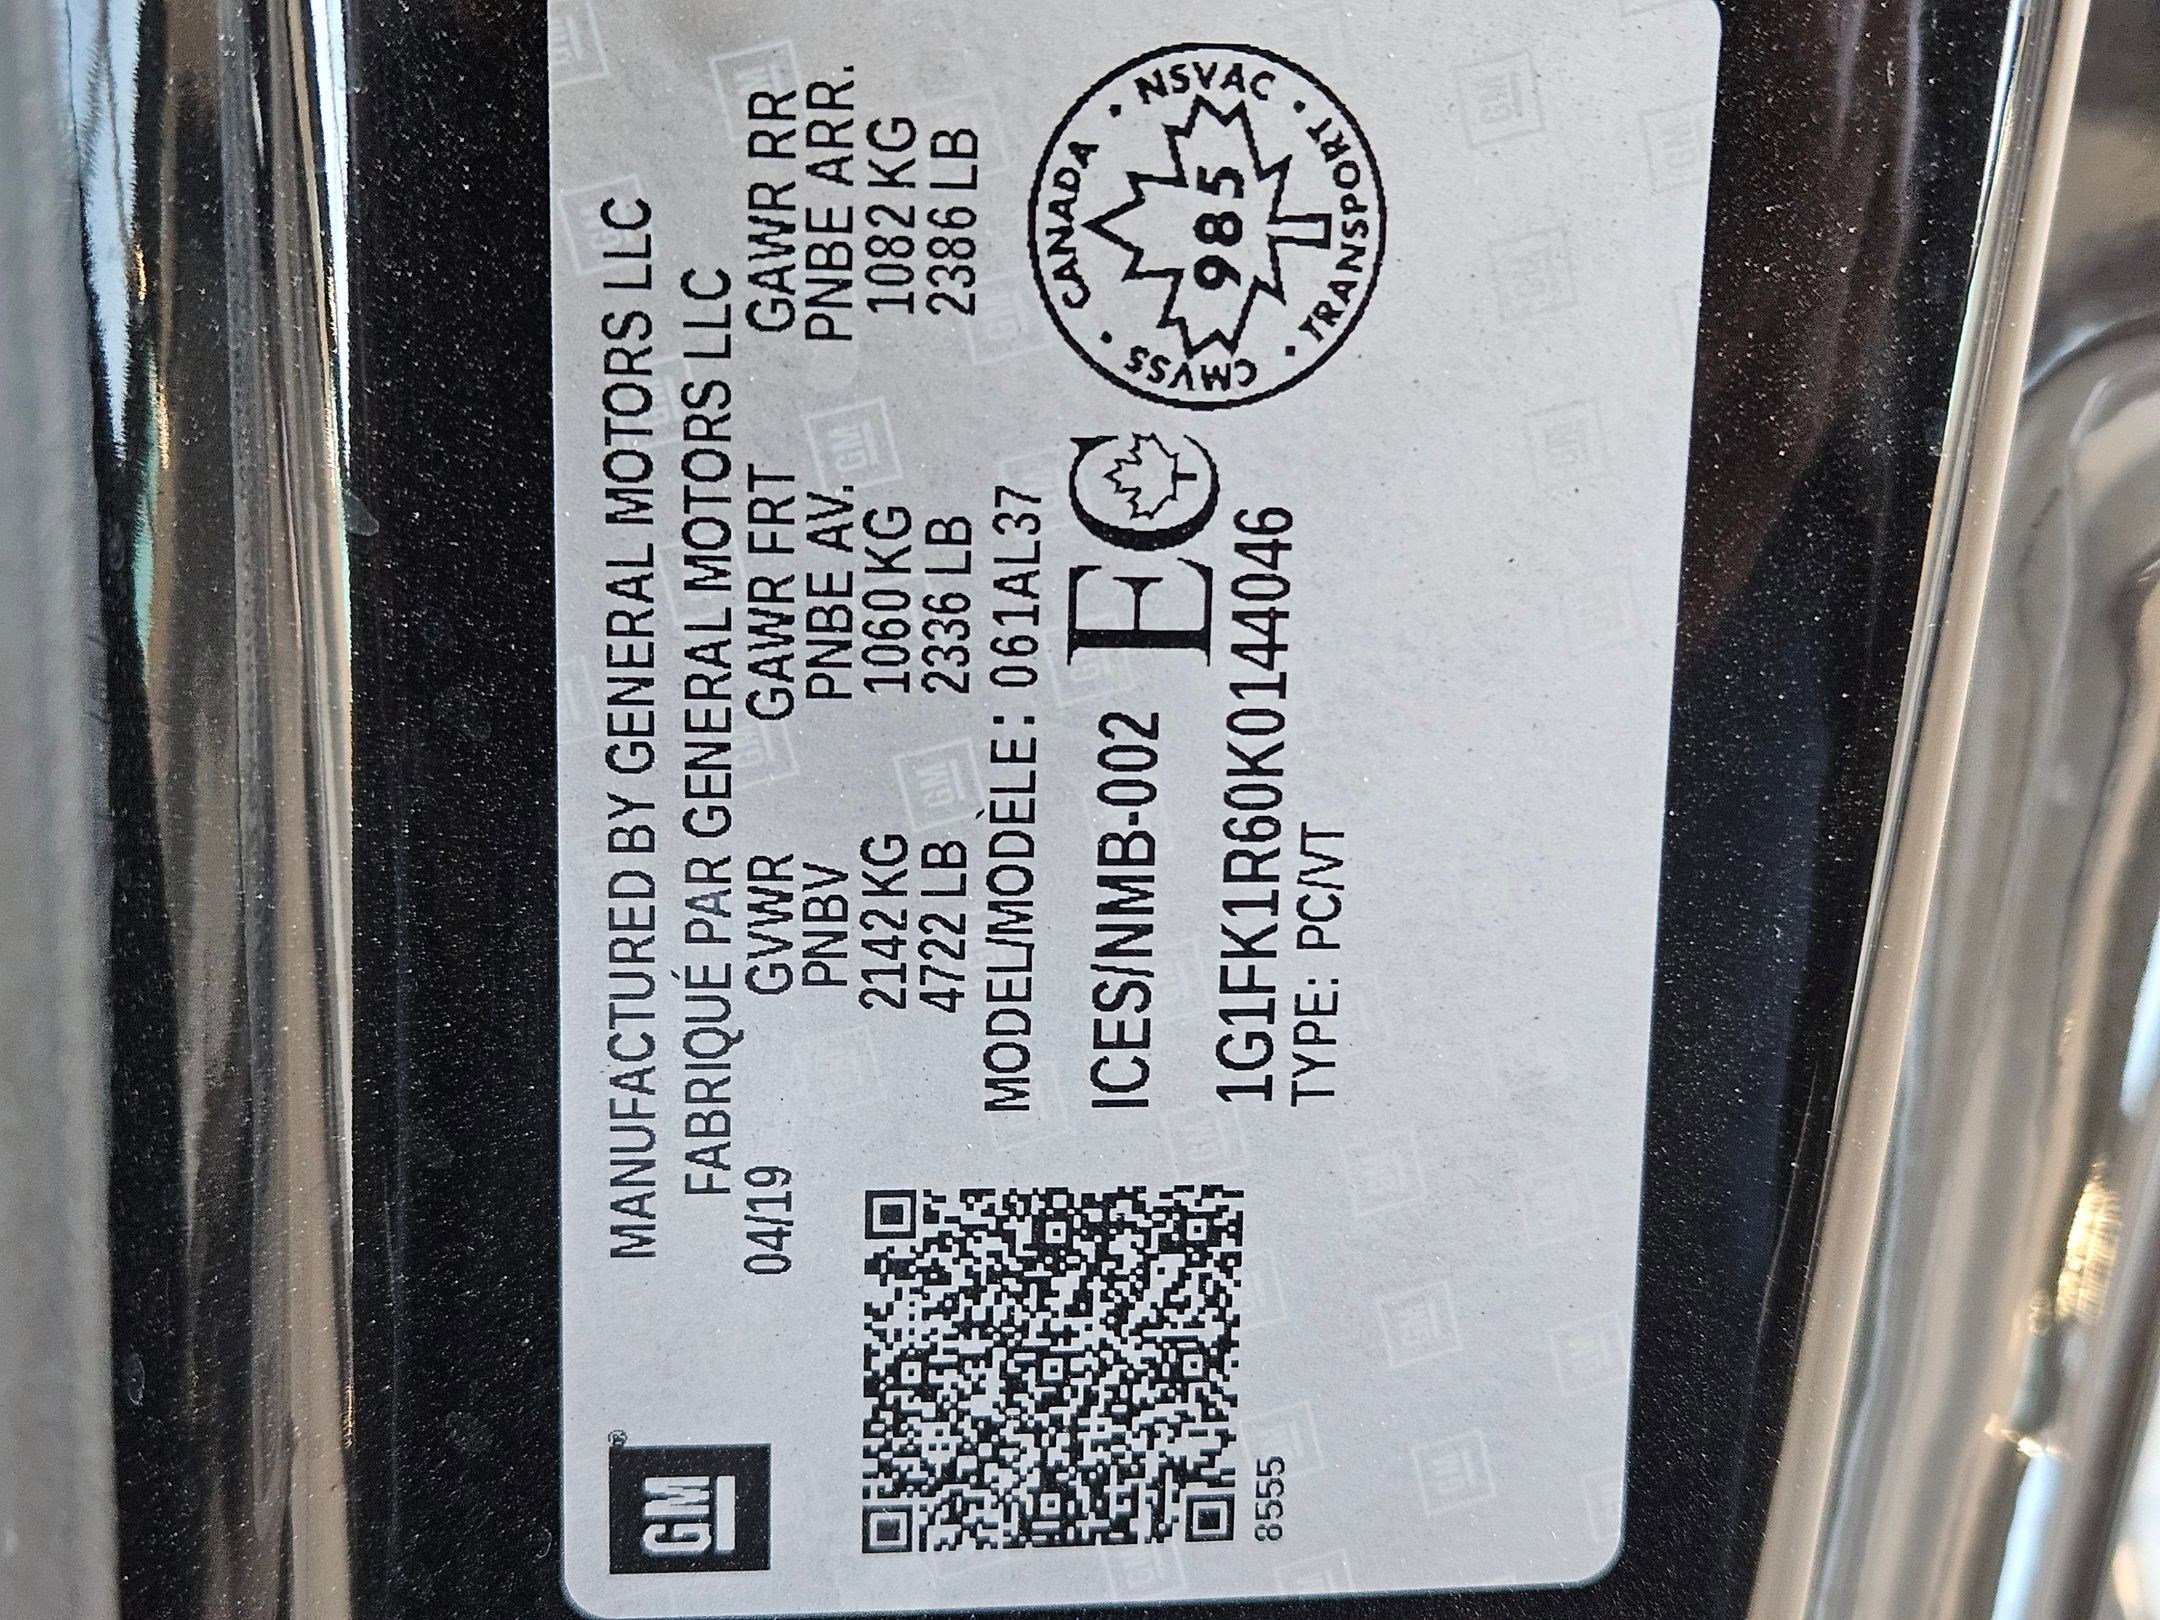 GM®
MANUFACTURED BY GENERAL MOTORS LLC
FABRIQUÉ PAR GENERAL MOTORS LLC
04/19 GVWR GAWR FRT GAWR RR
PNBV PNBE AV. PNBE ARR.
2142 KG 1060 KG 1082 KG
4722 LB 2336 LB 2386 LB
MODEL/MODÈLE: 061AL37
ICES/NMB-002 EC
1G1FK1R60K0144046
TYPE: PC/VT
8555
CANADA • NSVAC • TRANSPORT • CMVSS •
985